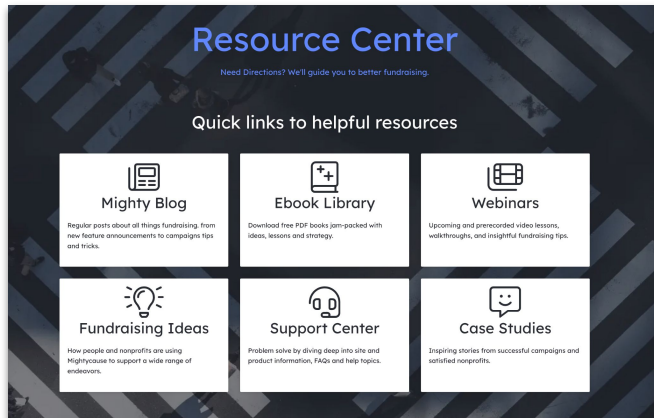 Resource Center
Need Directions? We'll guide you to better fundraising.
Quick links to helpful resources
Mighty Blog
Regular posts about all things fundraising, from
new feature announcements to campaigns tips
and tricks.
Ebook Library
Download free PDF books jam-packed with
ideas, lessons and strategy.
Webinars
Upcoming and prerecorded video lessons,
walkthroughs, and insightful fundraising tips.
Fundraising Ideas
How people and nonprofits are using
Mightycause to support a wide range of
endeavors.
Support Center
Problem solve by diving deep into site and
product information, FAQs and help topics.
Case Studies
Inspiring stories from successful campaigns and
satisfied nonprofits.